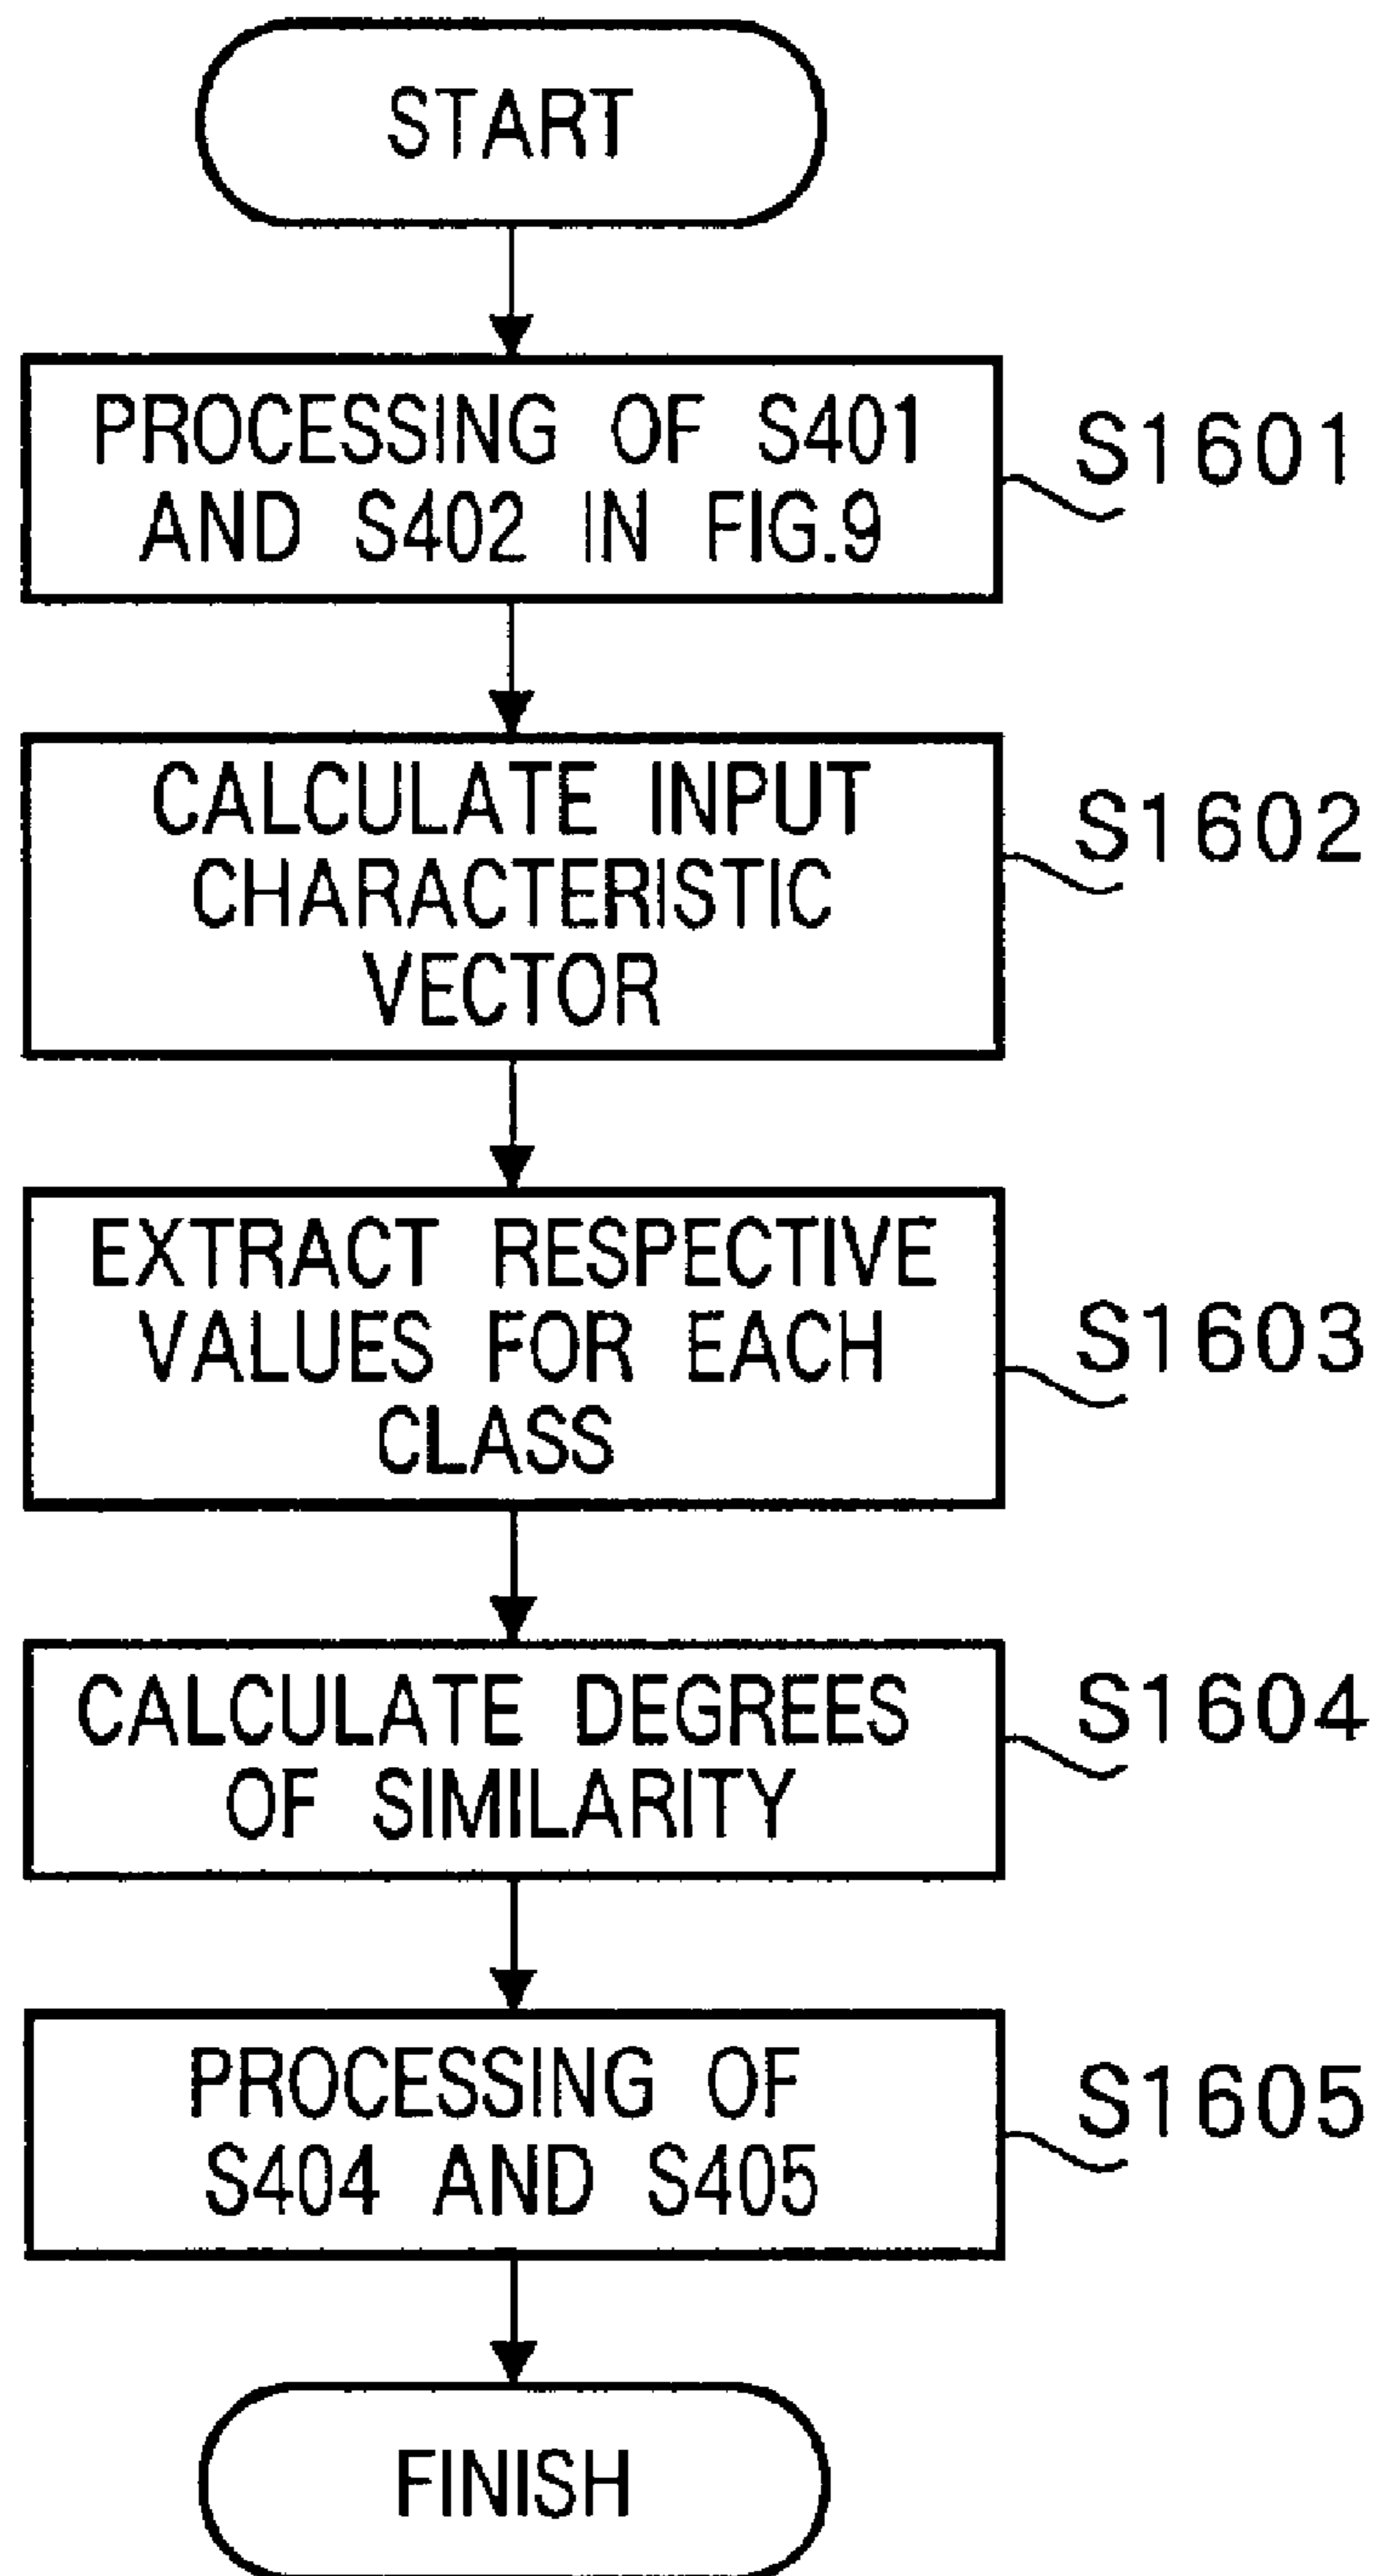 START
PROCESSING OF S401
AND S402 IN FIG.9
S1601
CALCULATE INPUT
CHARACTERISTIC
VECTOR
S1602
EXTRACT RESPECTIVE
VALUES FOR EACH
CLASS
S1603
CALCULATE DEGREES
OF SIMILARITY
S1604
PROCESSING OF
S404 AND S405
S1605
FINISH